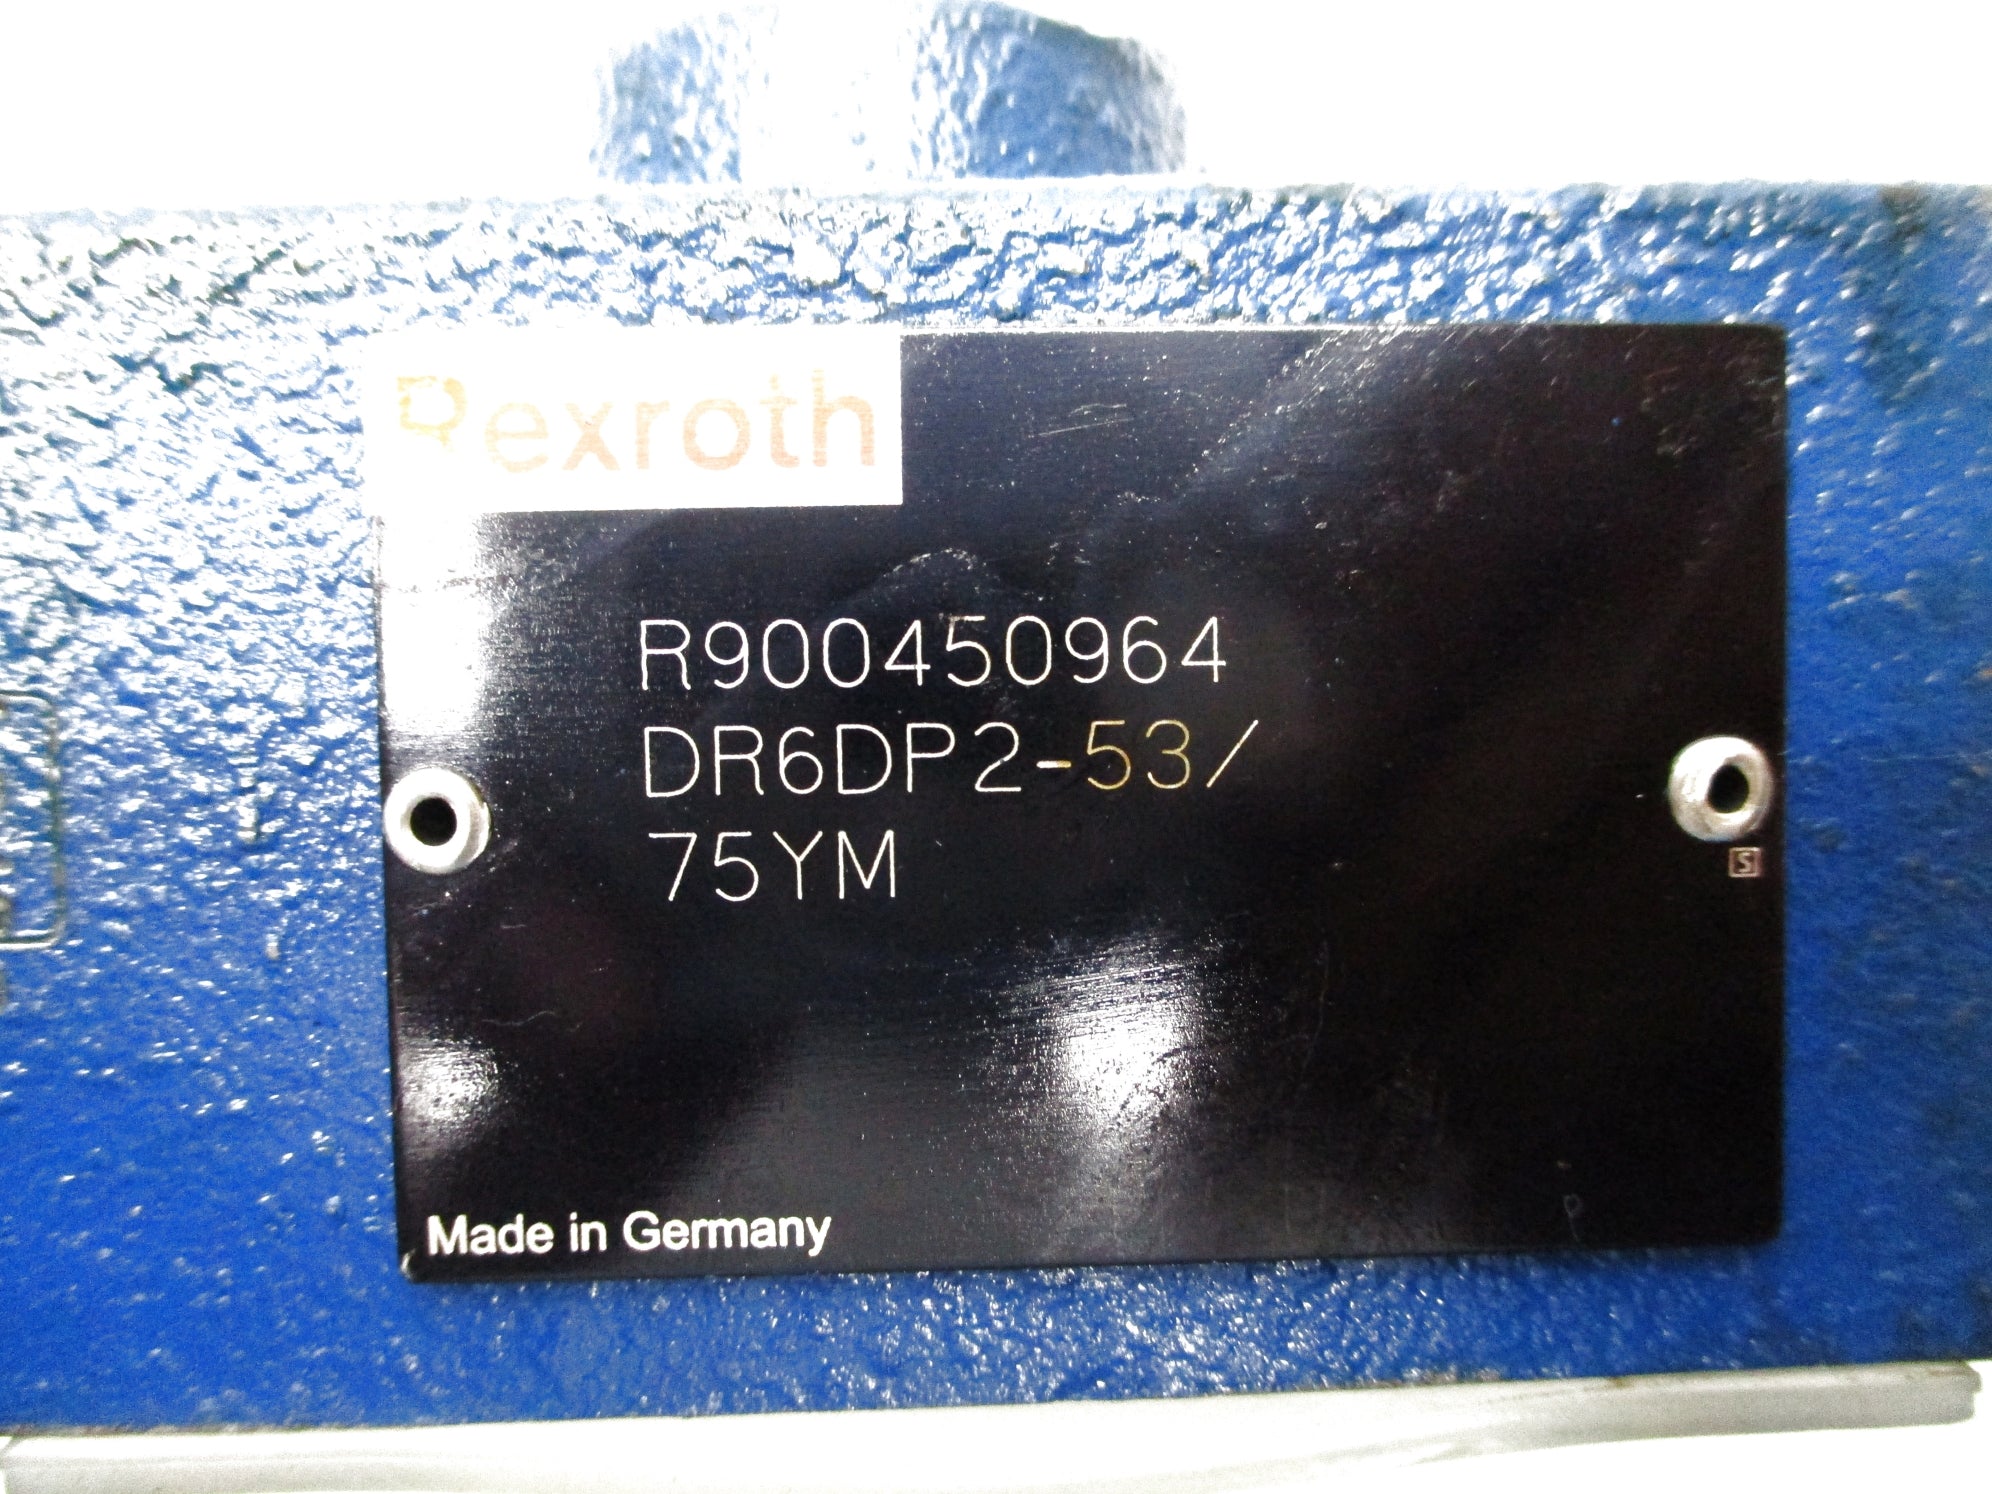 Rexroth
R900450964
DR6DP2-53/
75YM
S
Made in Germany